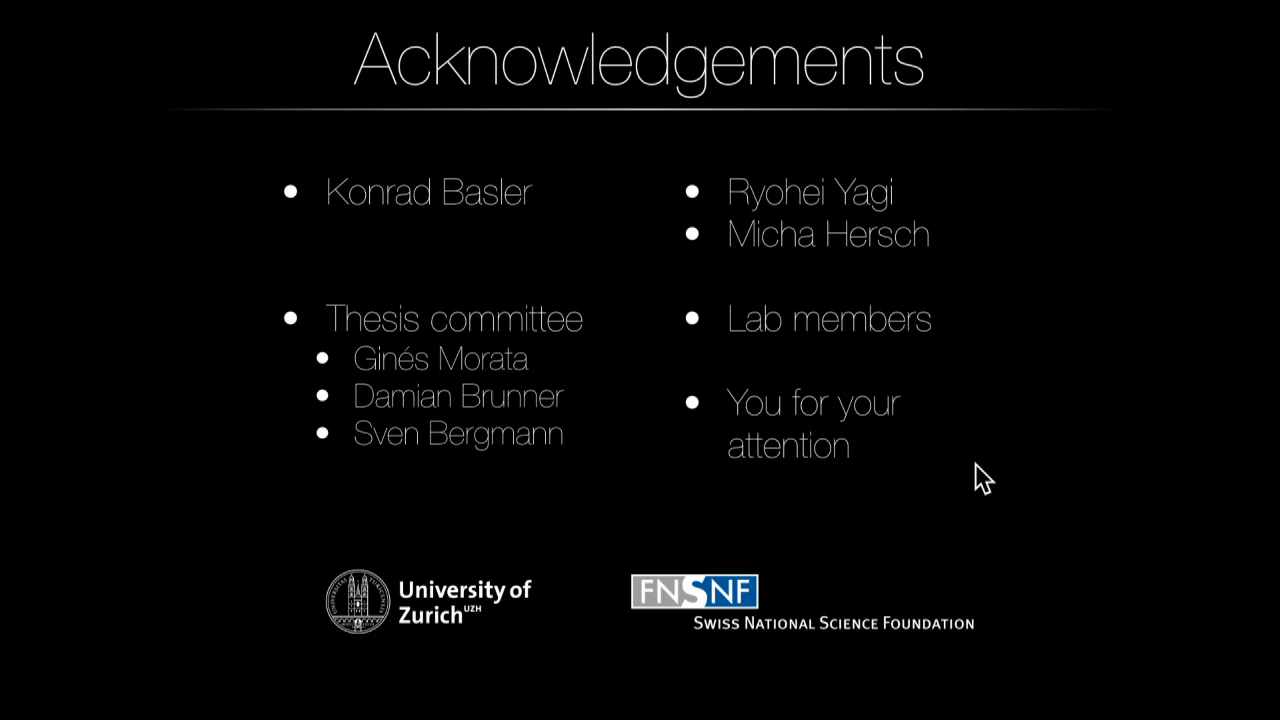 Acknowledgements
• Konrad Basler
• Thesis committee
• Ginés Morata
• Damian Brunner
• Sven Bergmann
• Ryohei Yagi
• Micha Hersch
• Lab members
• You for your
attention
University of
Zurich UZH
FNSNF
SWISS NATIONAL SCIENCE FOUNDATION